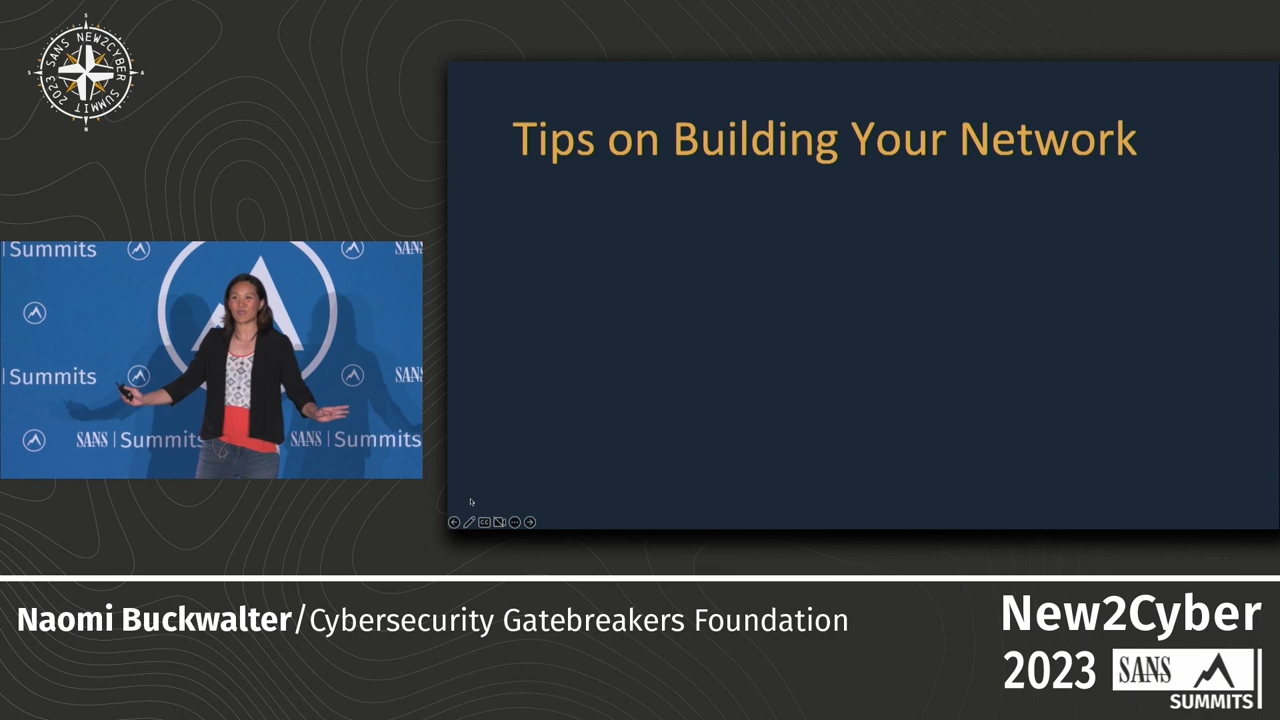 SANS NEW2CYBER SUMMIT 2023
N
S
A
S
Tips on Building Your Network
| Summits
SANS
| Summits
SANS
SANS | Summits
SANS | Summits
CC
Naomi Buckwalter/Cybersecurity Gatebreakers Foundation
New2Cyber
2023
SANS
SUMMITS